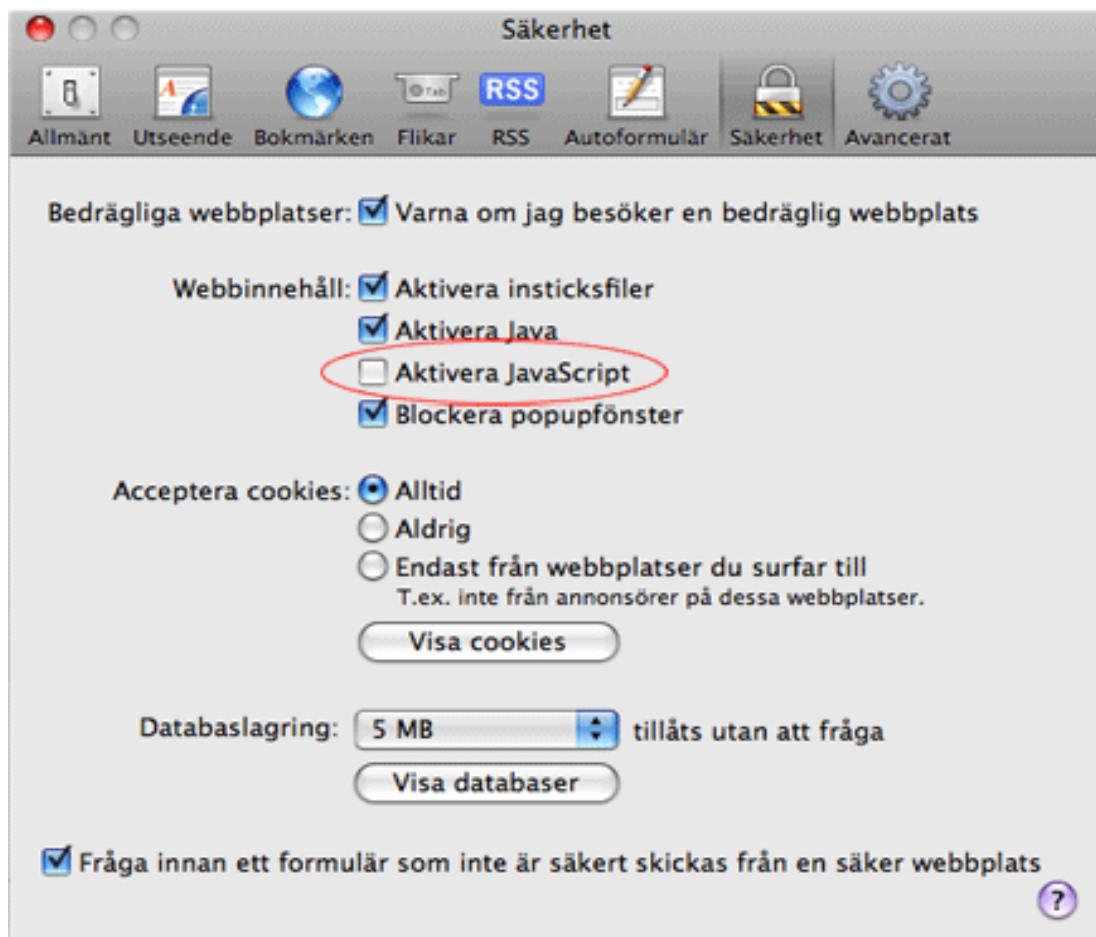 Säkerhet
Allmänt Utseende Bokmärken Flikar RSS Autoformulär Säkerhet Avancerat
Bedrägliga webbplatser: Varna om jag besöker en bedräglig webbplats
Webbinnehåll: Aktivera insticksfiler
Aktivera Java
Aktivera JavaScript
Blockera popupfönster
Acceptera cookies: Alltid
Aldrig
Endast från webbplatser du surfar till
T.ex. inte från annonsörer på dessa webbplatser.
Visa cookies
Databaslagring: 5 MB tillåts utan att fråga
Visa databaser
Fråga innan ett formulär som inte är säkert skickas från en säker webbplats
?